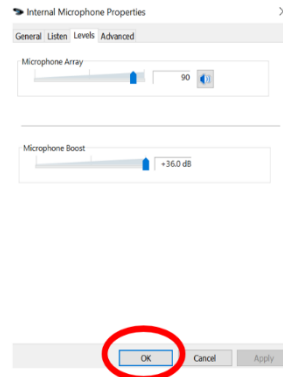 Internal Microphone Properties
General Listen Levels Advanced
Microphone Array
90
Microphone Boost
+36.0 dB
OK Cancel Apply